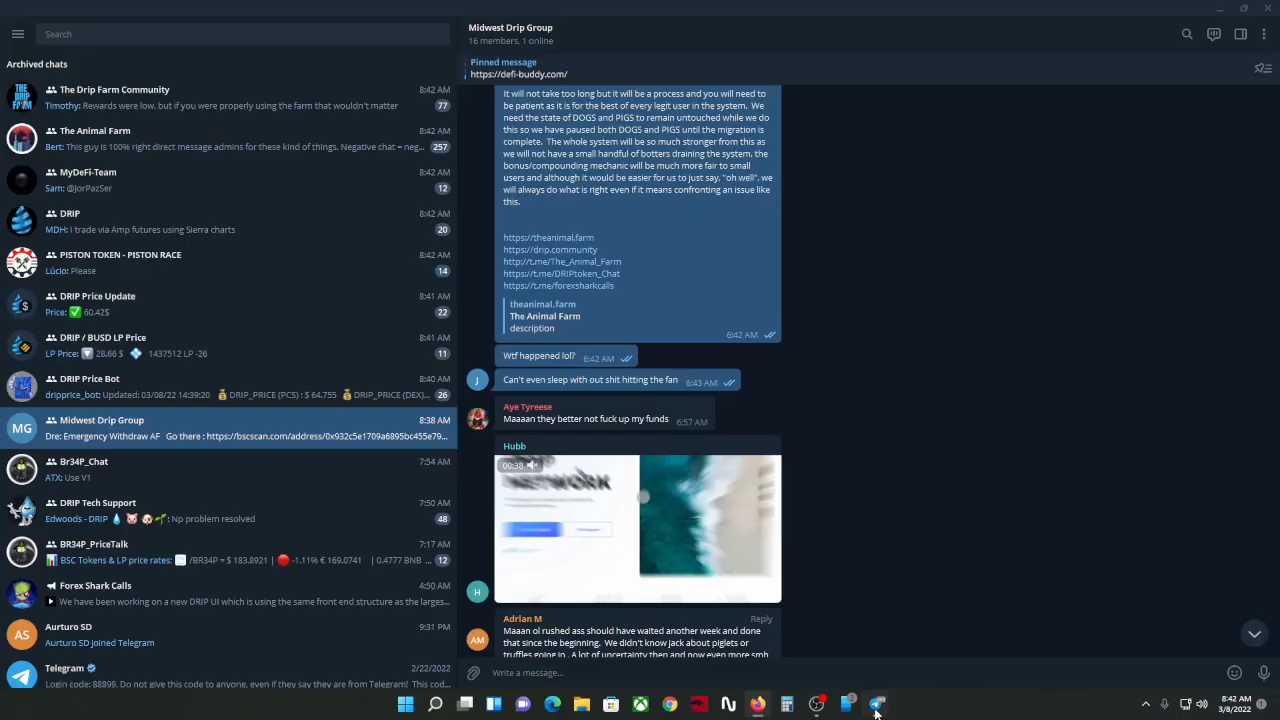 Search
Archived chats
The Drip Farm Community
8:42 AM
Timothy: Rewards were low, but if you were properly using the farm that wouldn't matter
77
The Animal Farm
8:42 AM
Bert: This guy is 100% right direct message admins for these kind of things. Negative chat = neg...
257
MyDeFi-Team
8:42 AM
Sam: @JorPazSer
12
DRIP
8:42 AM
MDH: I trade via Amp futures using Sierra charts
20
PISTON TOKEN - PISTON RACE
8:42 AM
Lúcio: Please
14
DRIP Price Update
8:41 AM
Price: ✅ 60.42$
22
DRIP / BUSD LP Price
8:41 AM
LP Price: 🔽 28.66 $ 💠 1437512 LP -26
11
DRIP Price Bot
8:40 AM
dripprice_bot: Updated: 03/08/22 14:39:20 💰DRIP_PRICE (PCS) : $ 64,755 💰DRIP_PRICE (DEX)...
26
MG
Midwest Drip Group
8:38 AM
Dre: Emergency Withdraw AF Go there : https://bscscan.com/address/0x932c5e1709a6895bc455e79...
Br34P_Chat
7:54 AM
ATX: Use V1
DRIP Tech Support
7:50 AM
Edwoods - DRIP 💧 🐷 🐶 🌱: Np problem resolved
48
BR34P_PriceTalk
7:17 AM
BSC Tokens & LP price rates: /BR34P = $ 183.8921 | 🔴 -1.11% € 169.0741 | 0.4777 BNB ...
12
Forex Shark Calls
4:50 AM
We have been working on a new DRIP UI which is using the same front end structure as the larges...
AS
Aurturo SD
9:31 PM
Aurturo SD joined Telegram
Telegram
2/22/2022
Login code: 88899. Do not give this code to anyone, even if they say they are from Telegram! This cod...
Midwest Drip Group
16 members, 1 online
Pinned message
https://defi-buddy.com/
It will not take too long but it will be a process and you will need
to be patient as it is for the best of every legit user in the system. We
need the state of DOGS and PIGS to remain untouched while we do
this so we have paused both DOGS and PIGS until the migration is
complete. The whole system will be so much stronger from this as
we will not have a small handful of botters draining the system, the
bonus/compounding mechanic will be much more fair to small
users and although it would be easier for us to just say, "oh well", we
will always do what is right even if it means confronting an issue like
this.
https://theanimal.farm
https://drip.community
http://t.me/The_Animal_Farm
https://t.me/DRIPtoken_Chat
https://t.me/forexsharkcalls
theanimal.farm
The Animal Farm
description
6:42 AM
Wtf happened lol?
6:42 AM
J
Can't even sleep with out shit hitting the fan
6:43 AM
Aye Tyreese
Maaaan they better not fuck up my funds
6:57 AM
Hubb
00:38
NETWORK
H
Adrian M
Reply
AM
Maaan ol rushed ass should have waited another week and done
that since the beginning. We didn't know jack about piglets or
truffles going in . A lot of uncertainty then and now even more smh
Write a message...
8:42 AM
3/8/2022